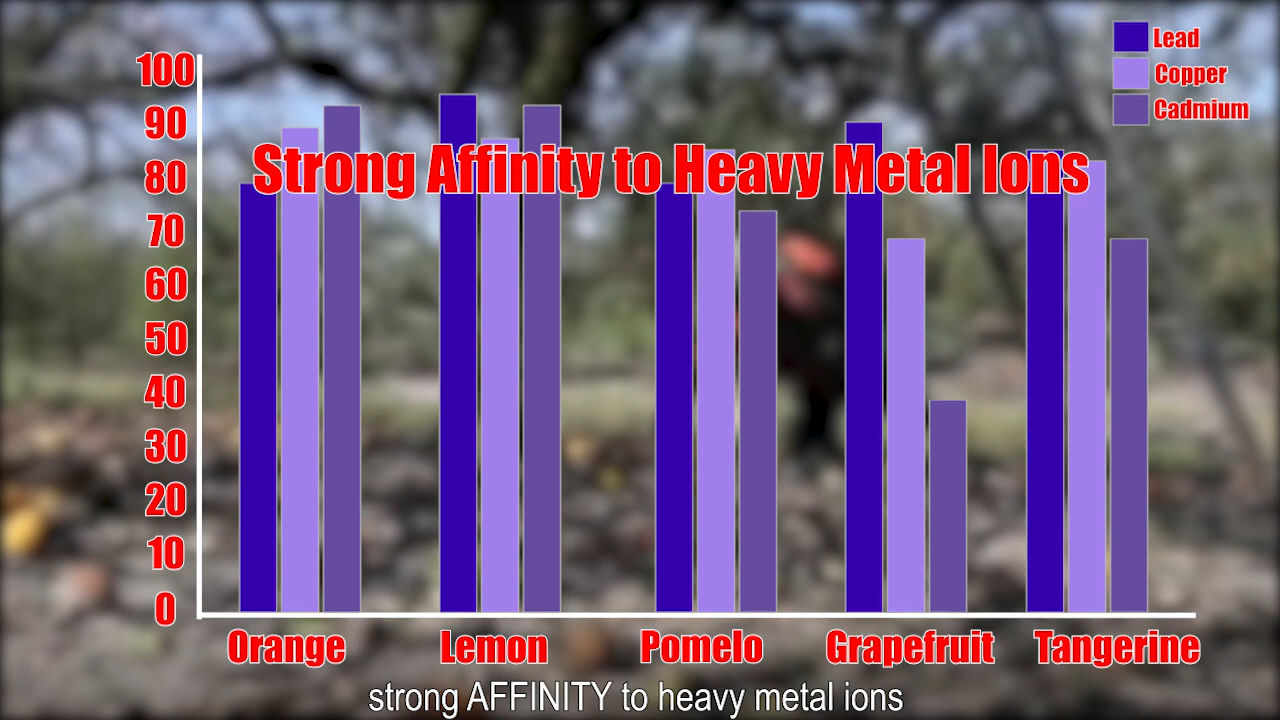 Lead
Copper
Cadmium
100
90
80
70
60
50
40
30
20
10
0
Strong Affinity to Heavy Metal Ions
Orange Lemon Pomelo Grapefruit Tangerine
strong AFFINITY to heavy metal ions